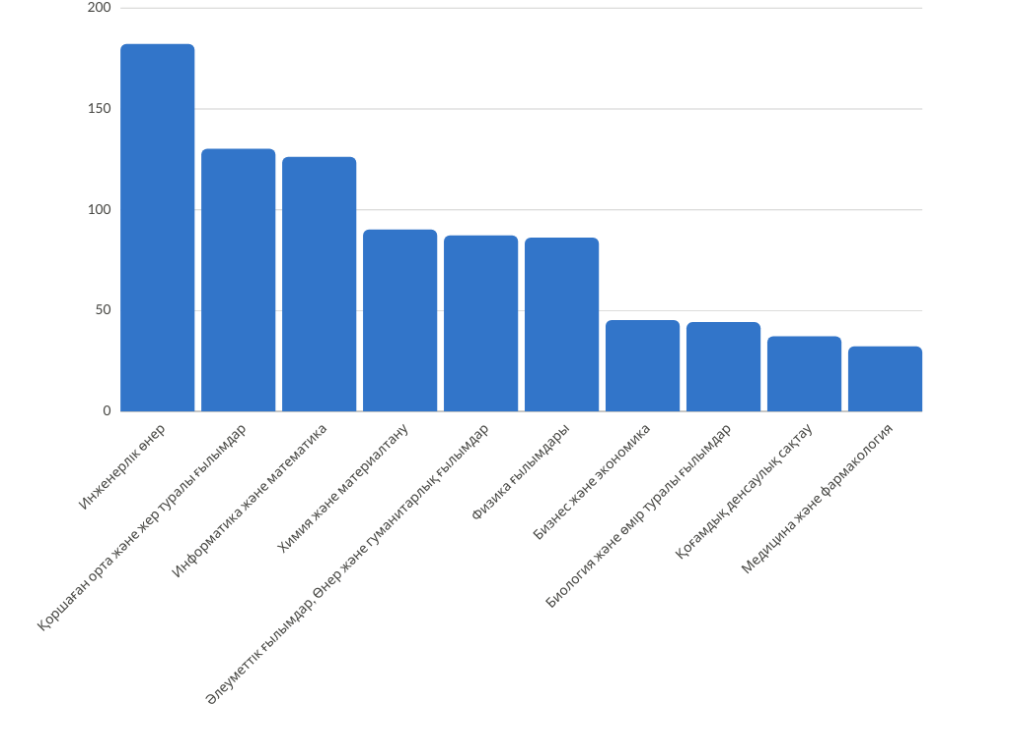 200
150
100
50
0
Инженерлік өнер
Қоршаған орта және жер туралы ғылымдар
Информатика және математика
Химия және материалтану
Әлеуметтік ғылымдар, Өнер және гуманитарлық ғылымдар
Физика ғылымдары
Бизнес және экономика
Биология және өмір туралы ғылымдар
Қоғамдық денсаулық сақтау
Медицина және фармакология